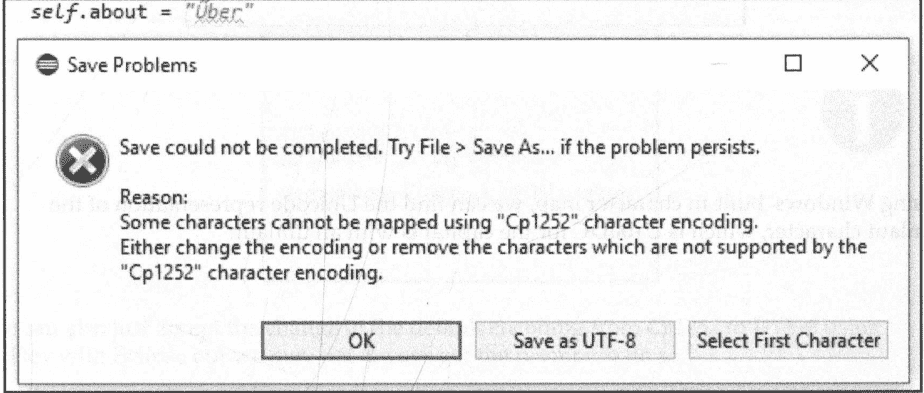 self.about = "Über"
Save Problems
Save could not be completed. Try File > Save As... if the problem persists.
Reason:
Some characters cannot be mapped using "Cp1252" character encoding.
Either change the encoding or remove the characters which are not supported by the
"Cp1252" character encoding.
OK
Save as UTF-8
Select First Character